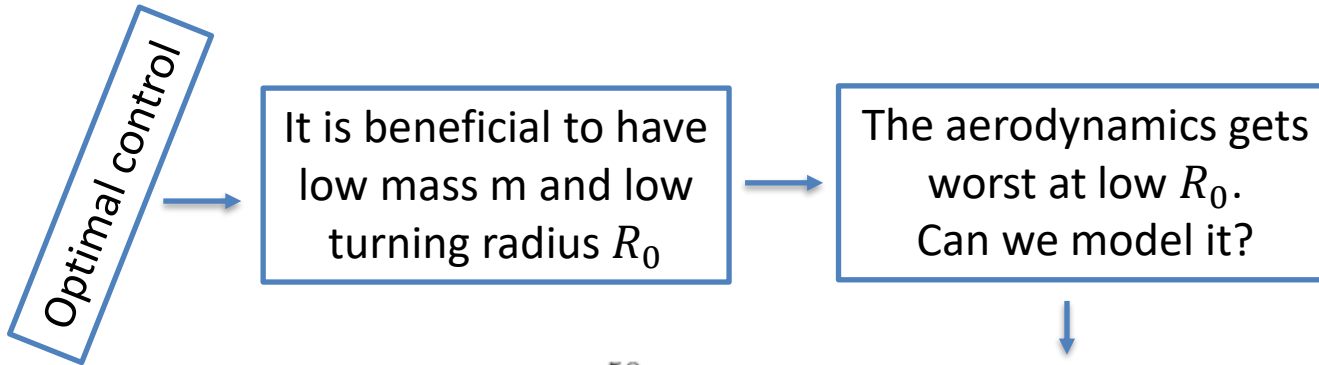 Optimal control
It is beneficial to have
low mass m and low
turning radius R₀
The aerodynamics gets
worst at low R₀.
Can we model it?